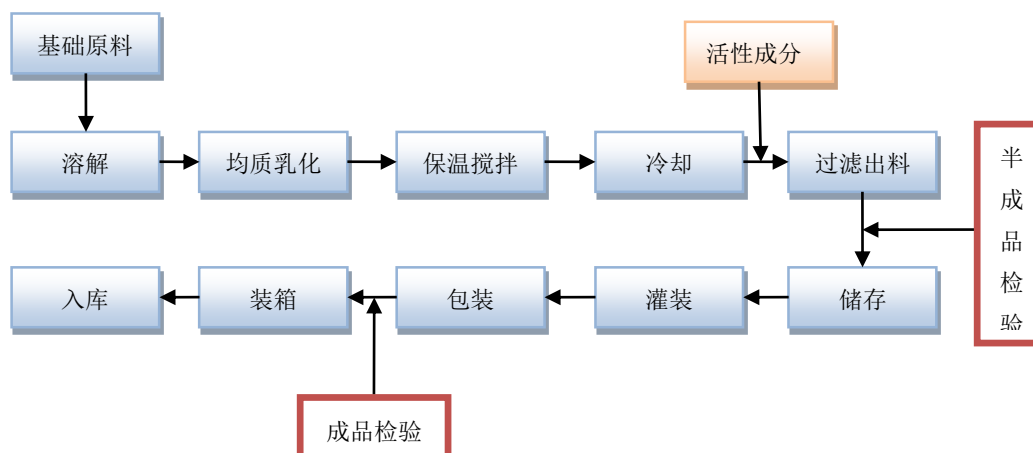 基础原料
活性成分
溶解
均质乳化
保温搅拌
冷却
过滤出料
半
成
品
检
验
入库
装箱
包装
灌装
储存
成品检验